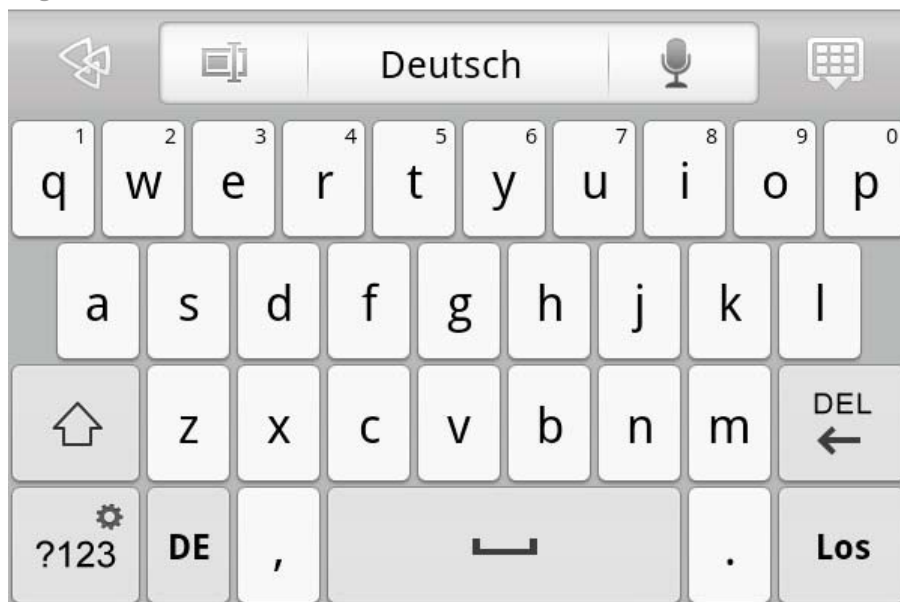 Deutsch
1 2 3 4 5 6 7 8 9 0
q w e r t y u i o p
a s d f g h j k l
z x c v b n m DEL
?123 DE , . Los